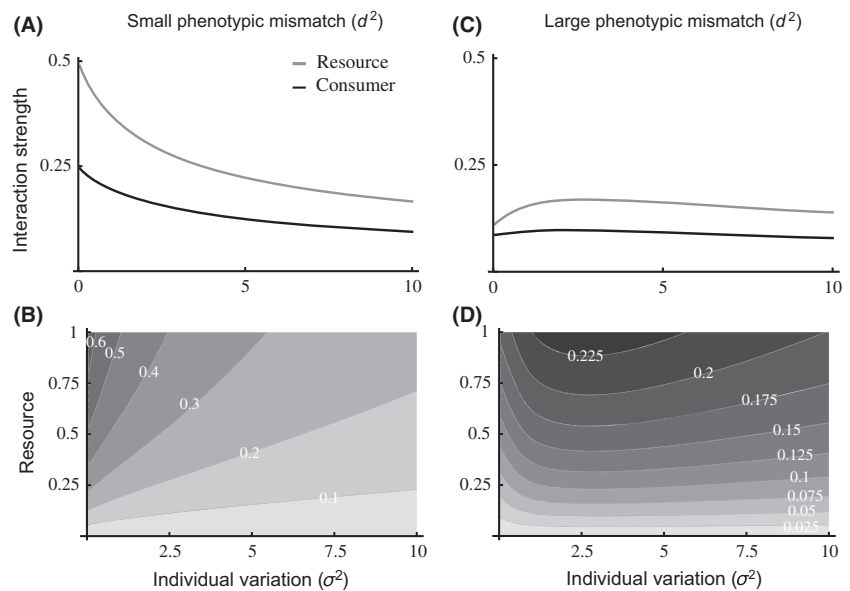 (A) Small phenotypic mismatch (d²)
0.5
0.25
Interaction strength
Resource
Consumer
0 5 10
(C) Large phenotypic mismatch (d²)
0.5
0.25
0 5 10
(B)
1
0.75
0.5
0.25
Resource
0.6
0.5
0.4
0.3
0.2
0.1
2.5 5 7.5 10
Individual variation (σ²)
(D)
1
0.75
0.5
0.25
0.225
0.2
0.175
0.15
0.125
0.1
0.075
0.05
0.025
2.5 5 7.5 10
Individual variation (σ²)